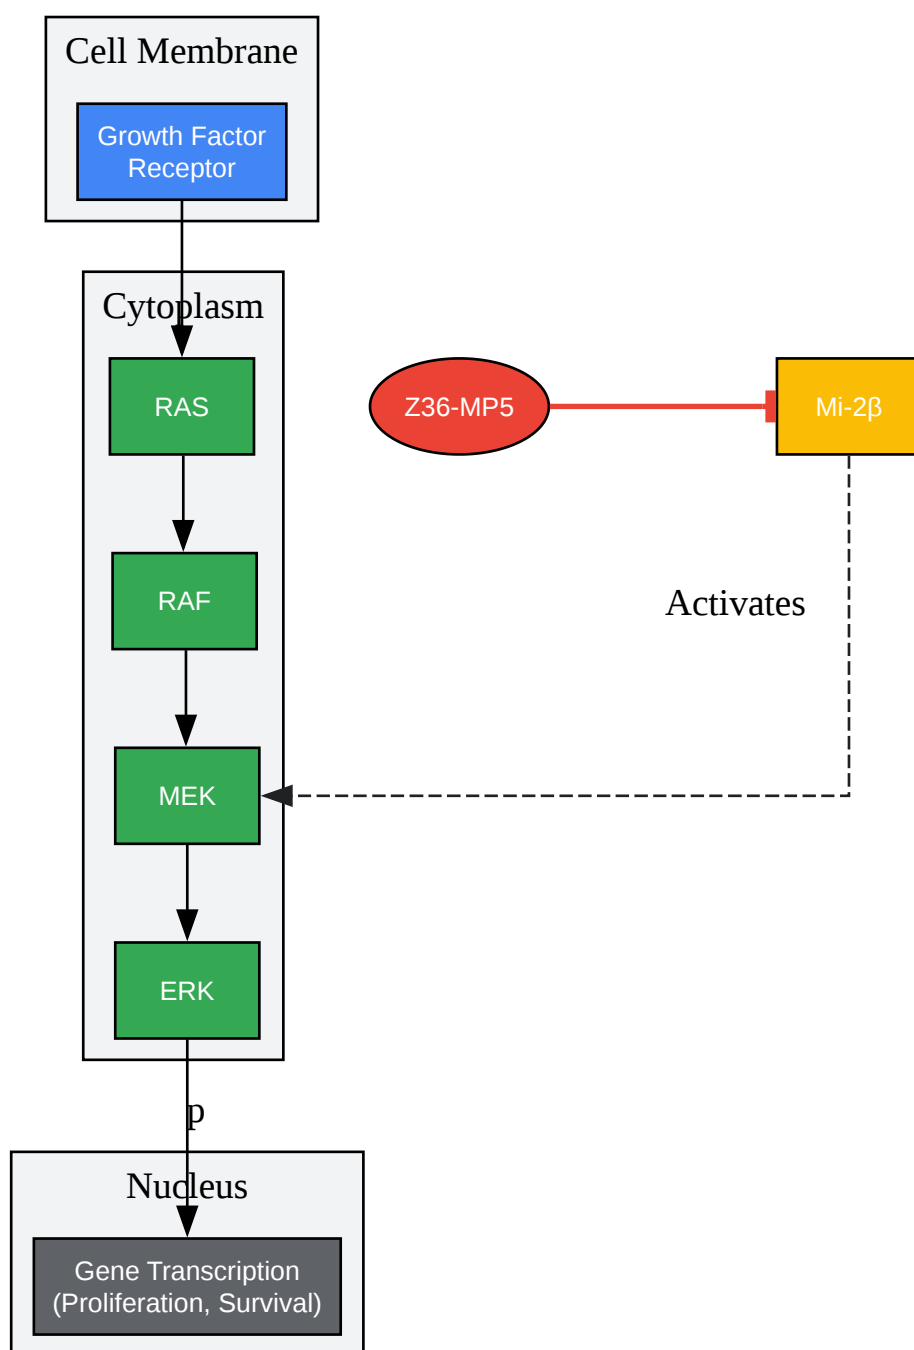 Cell Membrane
Growth Factor
Receptor
Cytoplasm
RAS
Z36-MP5
Mi-2β
RAF
Activates
MEK
ERK
p
Nucleus
Gene Transcription
(Proliferation, Survival)